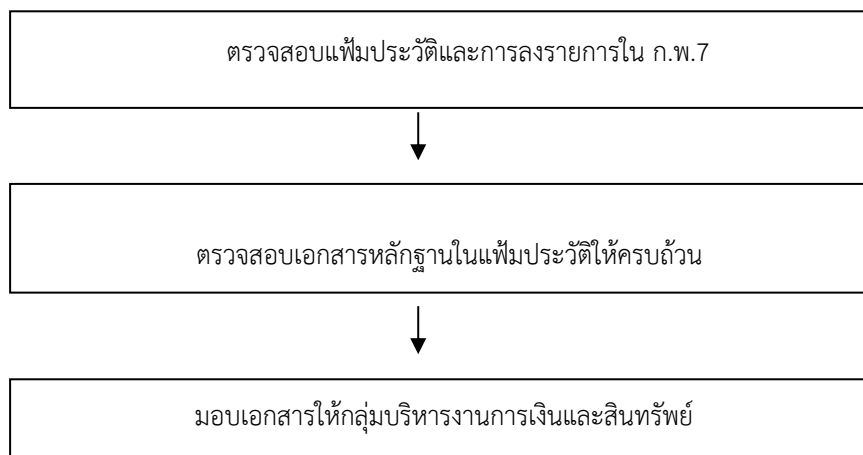 ตรวจสอบแฟ้มประวัติและการลงรายการใน ก.พ.7
ตรวจสอบเอกสารหลักฐานในแฟ้มประวัติให้ครบถ้วน
มอบเอกสารให้กลุ่มบริหารงานการเงินและสินทรัพย์